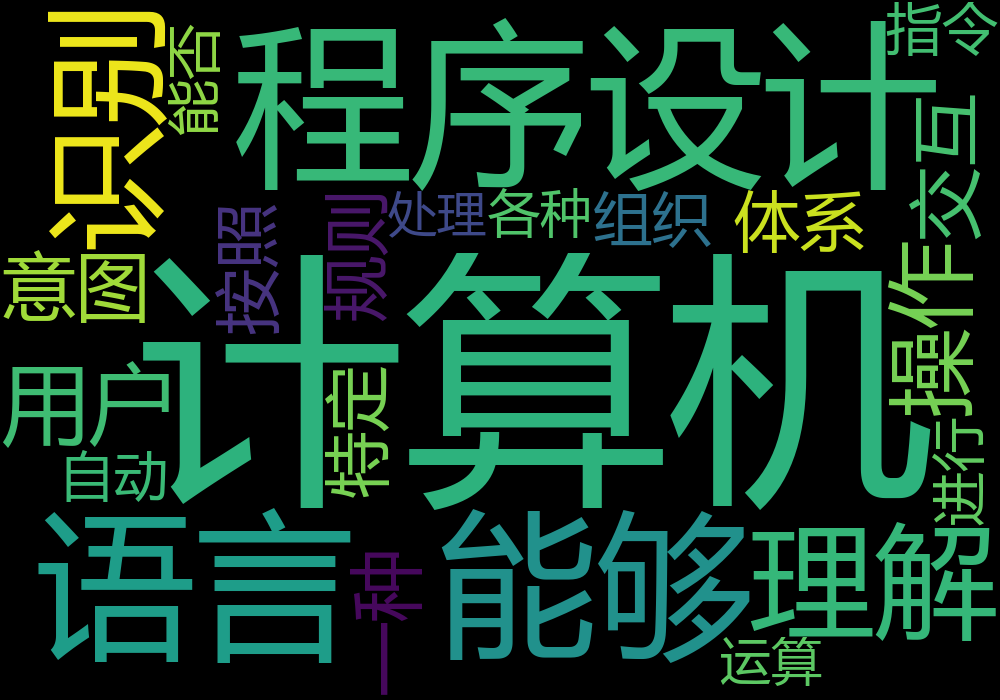 识别
能否
程序设计
指令
交互
按照
规则
处理
各种
组织
体系
意图
计算机
操作
用户
特定
自动
进行
语言
一种
能够
理解
运算